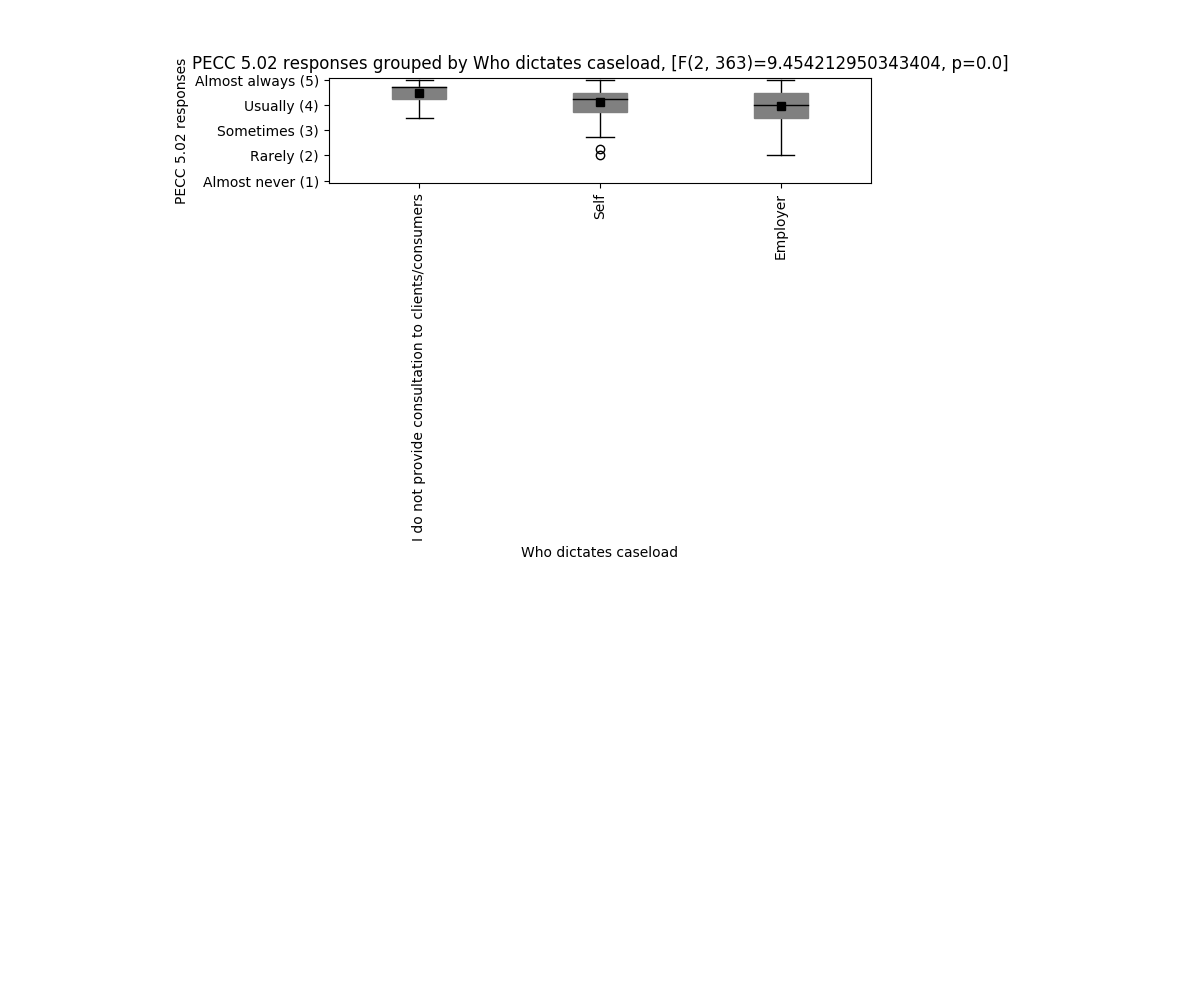 PECC 5.02 responses grouped by Who dictates caseload, [F(2, 363)=9.454212950343404, p=0.0]
PECC 5.02 responses
Almost always (5)
Usually (4)
Sometimes (3)
Rarely (2)
Almost never (1)
I do not provide consultation to clients/consumers
Self
Employer
Who dictates caseload